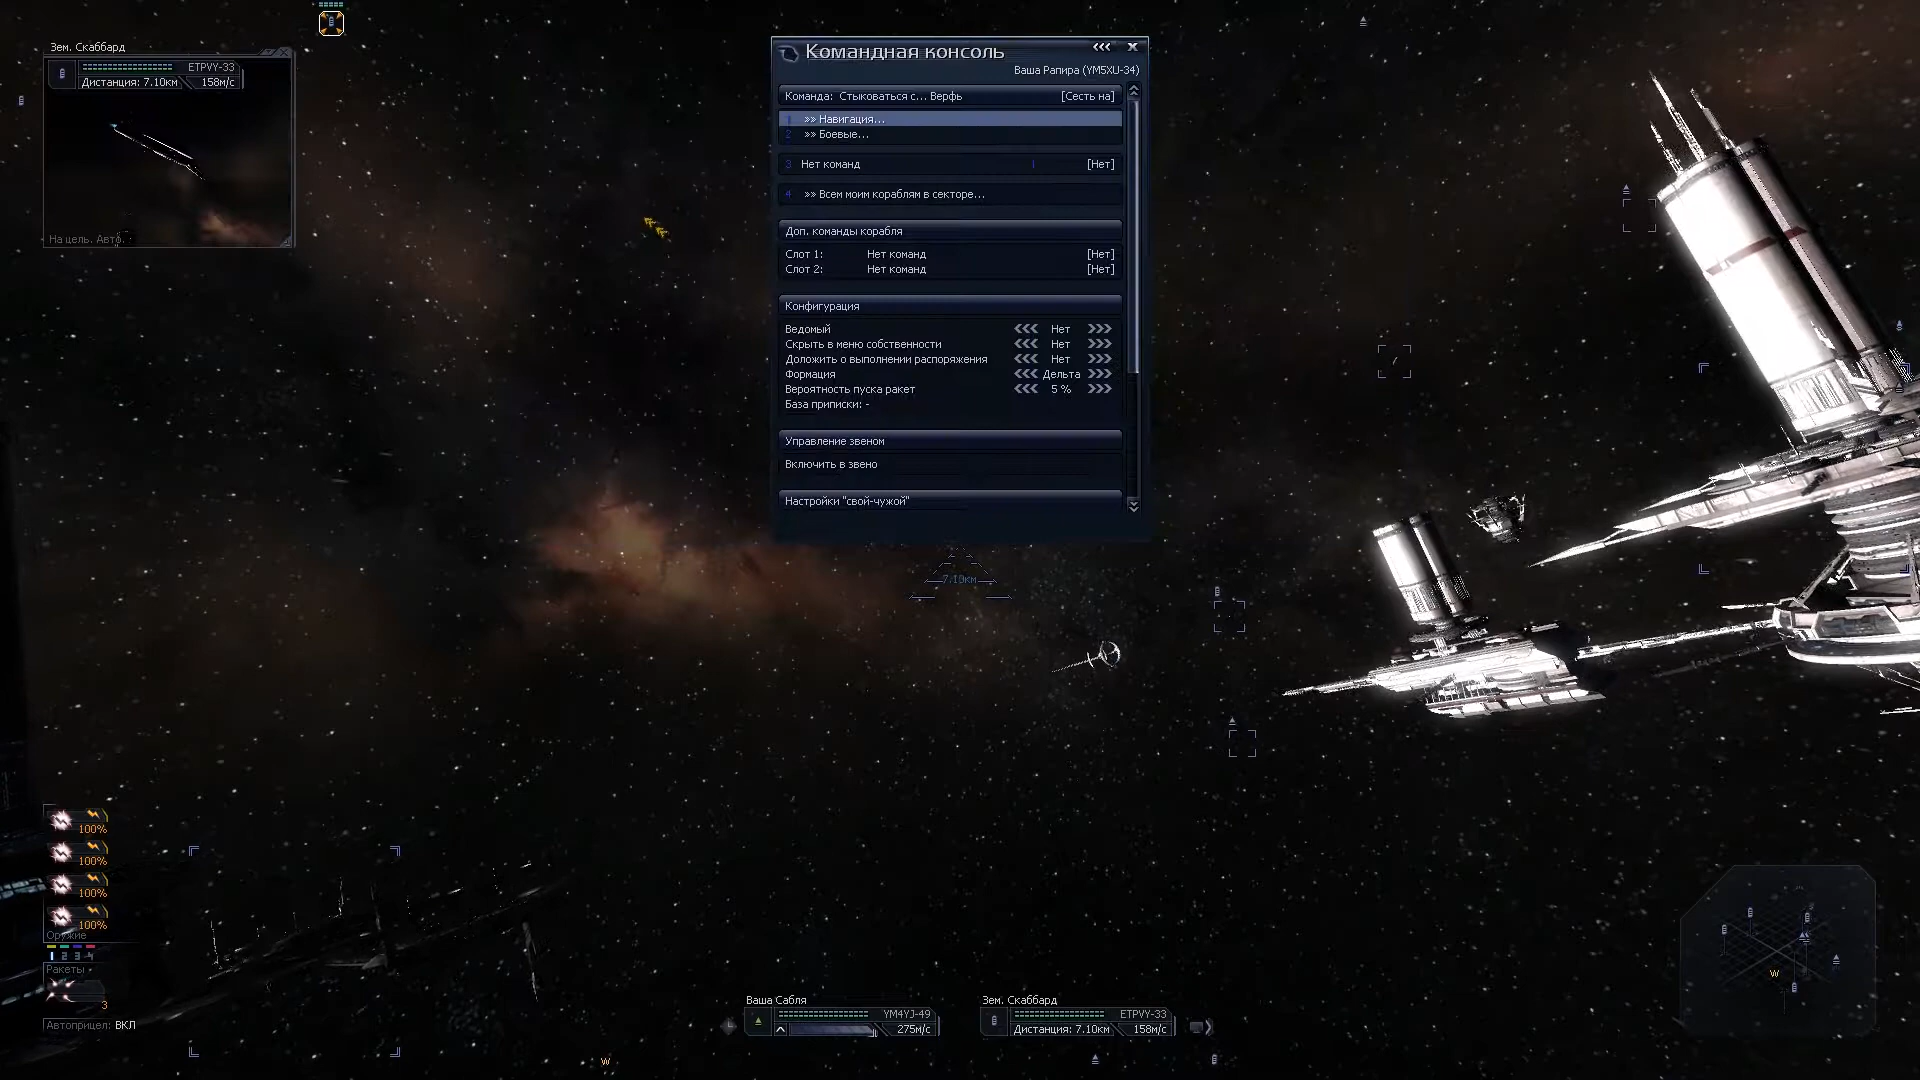 Зем. Скаббард
ETPVY-33
Дистанция: 7.10км
158м/с
На цель. Авто.
Командная консоль
Ваша Рапира (YM5XU-34)
Команда: Стыковаться с... Верфь [Сесть на]
1 »» Навигация...
2 »» Боевые...
3 Нет команд [Нет]
4 »» Всем моим кораблям в секторе...
Доп. команды корабля
Слот 1: Нет команд [Нет]
Слот 2: Нет команд [Нет]
Конфигурация
Ведомый Нет
Скрыть в меню собственности Нет
Доложить о выполнении распоряжения Нет
Формация Дельта
Вероятность пуска ракет 5 %
База приписки: -
Управление звеном
Включить в звено
Настройки "свой-чужой"
7.10км
100%
100%
100%
100%
Оружие
1 2 3 4
Ракеты
3
Автоприцел: ВКЛ
Ваша Сабля
YM4YJ-49
275м/с
Зем. Скаббард
ETPVY-33
Дистанция: 7.10км 158м/с
W
W